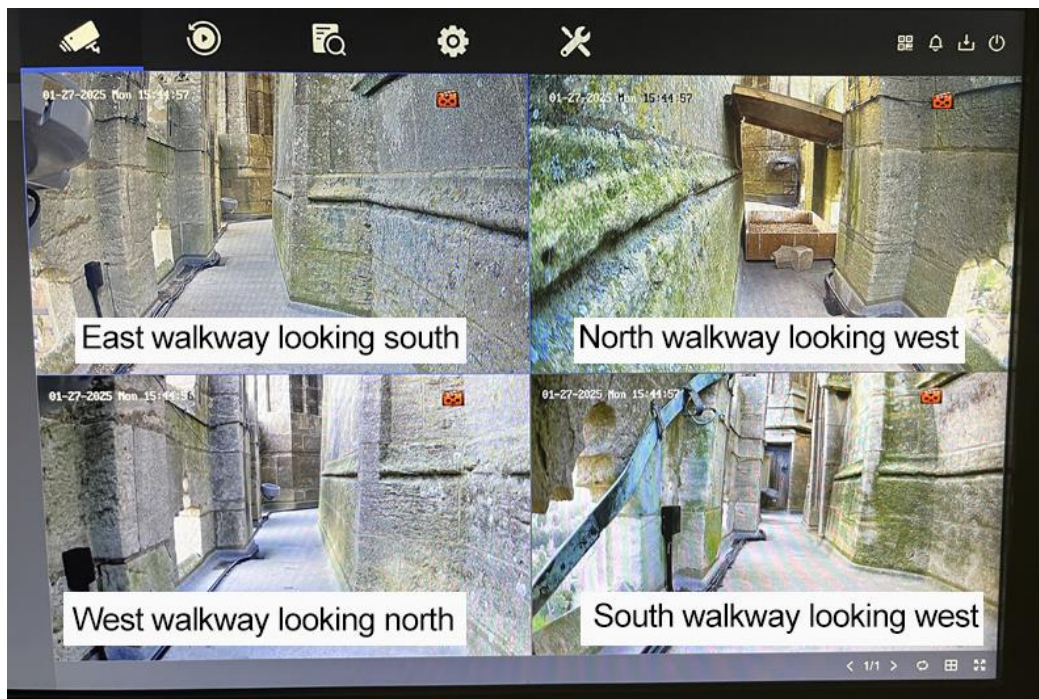 01-27-2025 Mon 15:44:57
01-27-2025 Mon 15:44:57
East walkway looking south
North walkway looking west
01-27-2025 Mon 15:44:56
01-27-2025 Mon 15:44:57
West walkway looking north
South walkway looking west
< 1/1 >